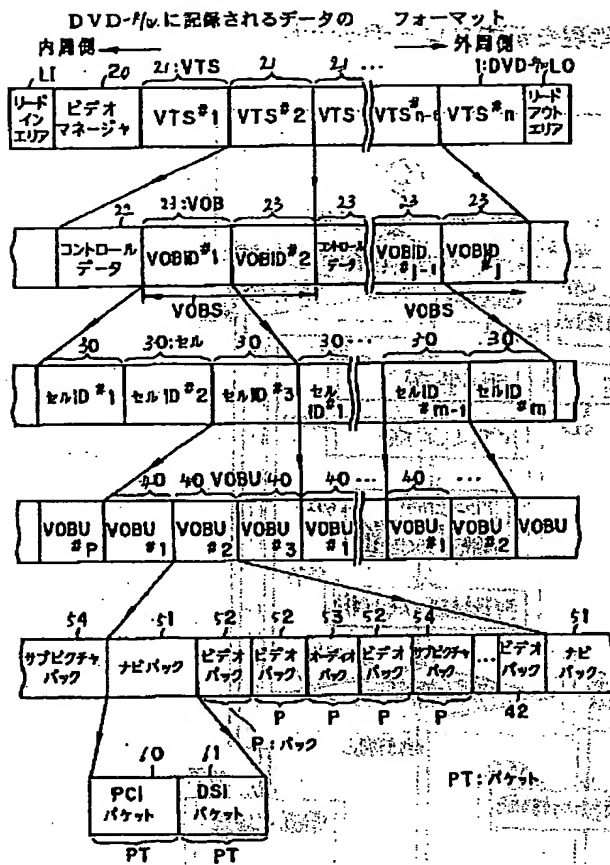 DVD-R/W.に記録されるデータの フォーマット
内周側 外周側
LI 20 21:VTS 21 21 ... 1:DVD-R/W LO
リードインエリア ビデオマネージャ VTS#1 VTS#2 VTS VTS#n-1 VTS#n リードアウトエリア
22 23:VOB 23 23 23 23
コントロールデータ VOBID#1 VOBID#2 コントロールデータ VOBID#j-1 VOBID#j
VOBS VOBS
30 30:セル 30 30... 30 30
セルID#1 セルID#2 セルID#3 セルID#1 セルID#m-1 セルID#m
40 40 VOBU 40 40... 40 ...
VOBU#P VOBU#1 VOBU#2 VOBU#3 VOBU#1 VOBU#1 VOBU#2 VOBU
54 51 52 52 53 52 54 51
サブピクチャパック ナビパック ビデオパック ビデオパック オーディオパック ビデオパック サブピクチャパック ... ビデオパック ナビパック
P P P P 42
P:パック
60 61
PCIパケット DSIパケット PT:パケット
PT PT